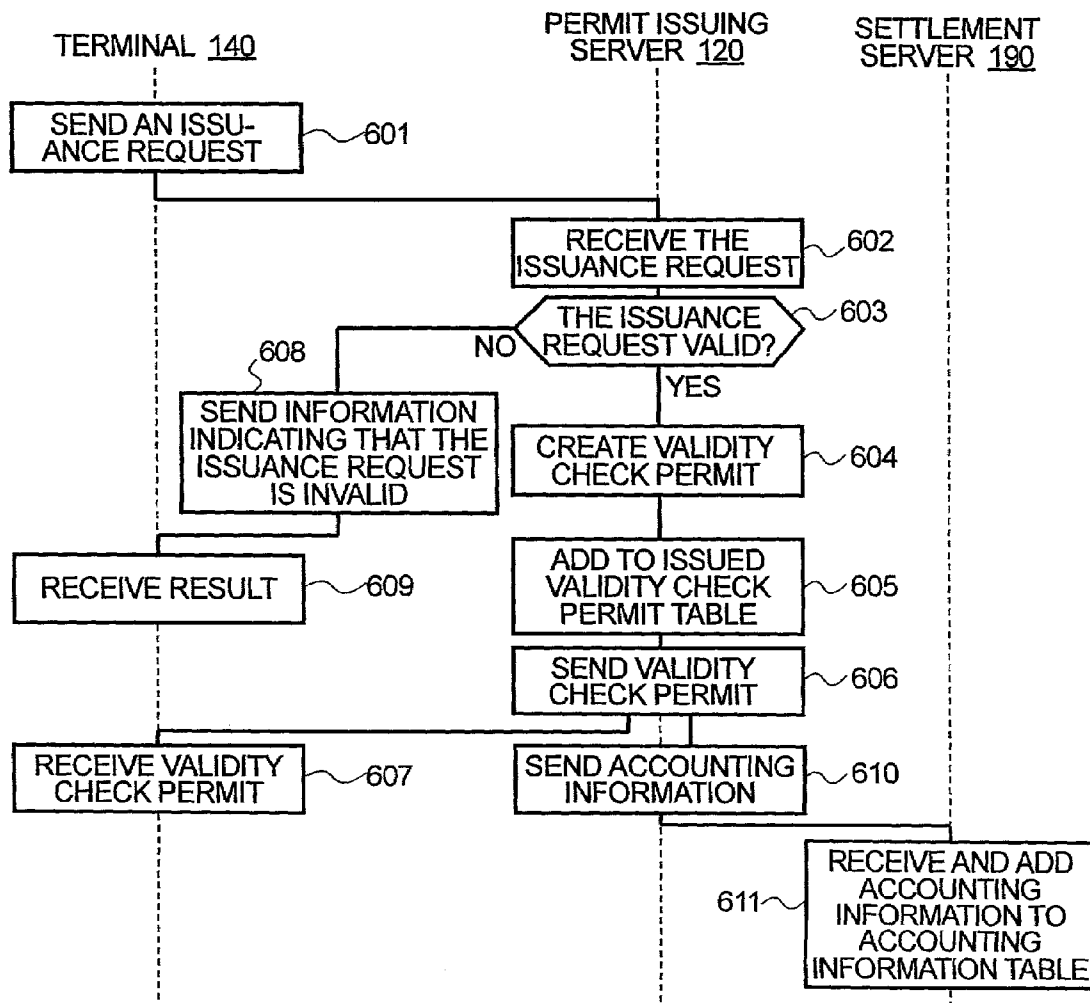 TERMINAL 140
PERMIT ISSUING
SERVER 120
SETTLEMENT
SERVER 190
SEND AN ISSU-
ANCE REQUEST
601
RECEIVE THE
ISSUANCE REQUEST
602
THE ISSUANCE
REQUEST VALID?
603
NO
YES
608
SEND INFORMATION
INDICATING THAT THE
ISSUANCE REQUEST
IS INVALID
CREATE VALIDITY
CHECK PERMIT
604
RECEIVE RESULT
609
ADD TO ISSUED
VALIDITY CHECK
PERMIT TABLE
605
SEND VALIDITY
CHECK PERMIT
606
RECEIVE VALIDITY
CHECK PERMIT
607
SEND ACCOUNTING
INFORMATION
610
611
RECEIVE AND ADD
ACCOUNTING
INFORMATION TO
ACCOUNTING
INFORMATION TABLE